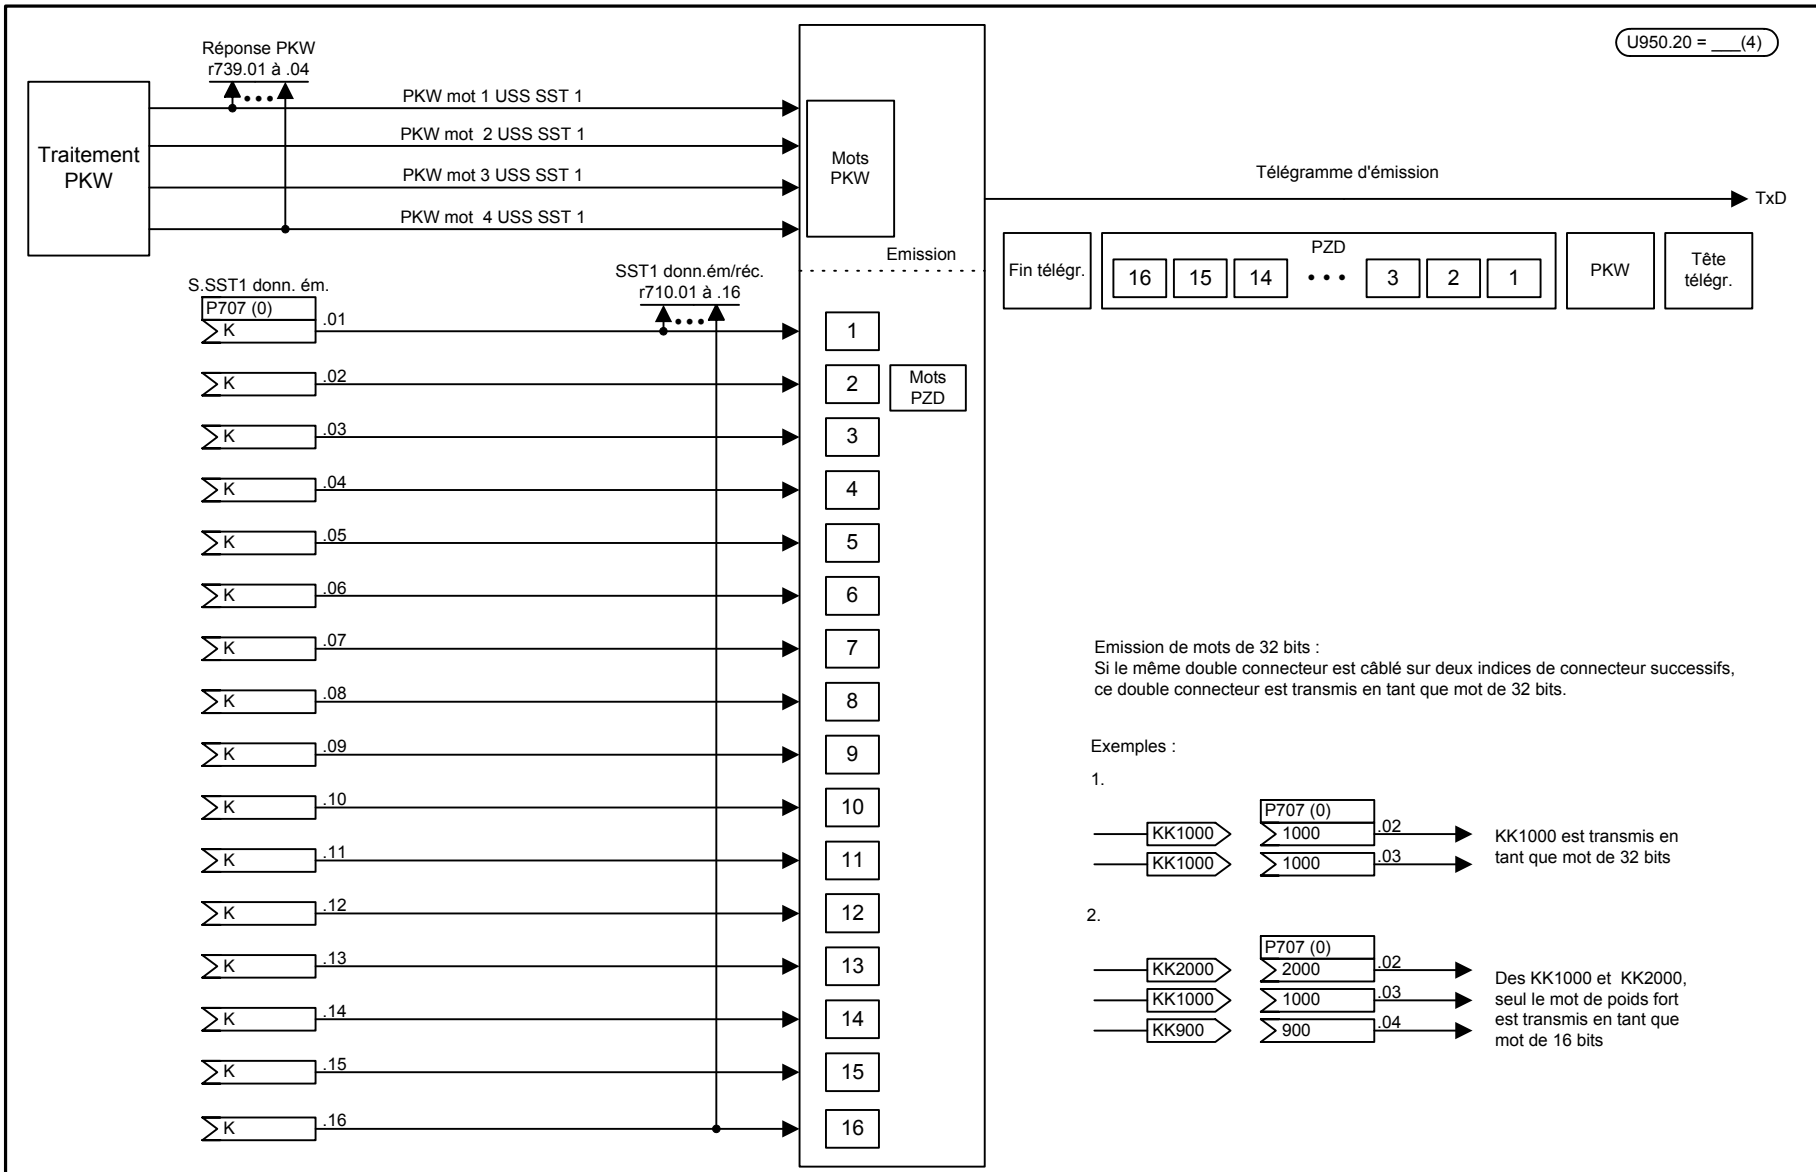 U950.20 = ___(4)
Réponse PKW
r739.01 à .04
Traitement
PKW
PKW mot 1 USS SST 1
PKW mot  2 USS SST 1
PKW mot 3 USS SST 1
PKW mot  4 USS SST 1
Mots
PKW
Emission
Télégramme d'émission
TxD
Fin télégr.
PZD
16 15 14 ••• 3 2 1
PKW
Tête
télégr.
S.SST1 donn. ém.
P707 (0)
SST1 donn.ém/réc.
r710.01 à .16
K .01 1
K .02 2
Mots
PZD
K .03 3
K .04 4
K .05 5
K .06 6
K .07 7
K .08 8
K .09 9
K .10 10
K .11 11
K .12 12
K .13 13
K .14 14
K .15 15
K .16 16
Emission de mots de 32 bits :
Si le même double connecteur est câblé sur deux indices de connecteur successifs,
ce double connecteur est transmis en tant que mot de 32 bits.
Exemples :
1.
P707 (0)
KK1000 1000 .02
KK1000 1000 .03
KK1000 est transmis en
tant que mot de 32 bits
2.
P707 (0)
KK2000 2000 .02
KK1000 1000 .03
KK900 900 .04
Des KK1000 et  KK2000,
seul le mot de poids fort
est transmis en tant que
mot de 16 bits